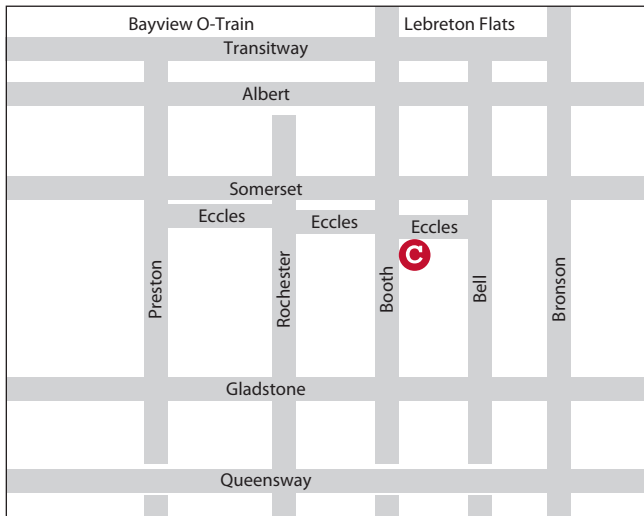 Bayview O-Train
Lebreton Flats
Transitway
Albert
Somerset
Eccles
Eccles
Eccles
C
Preston
Rochester
Booth
Bell
Bronson
Gladstone
Queensway